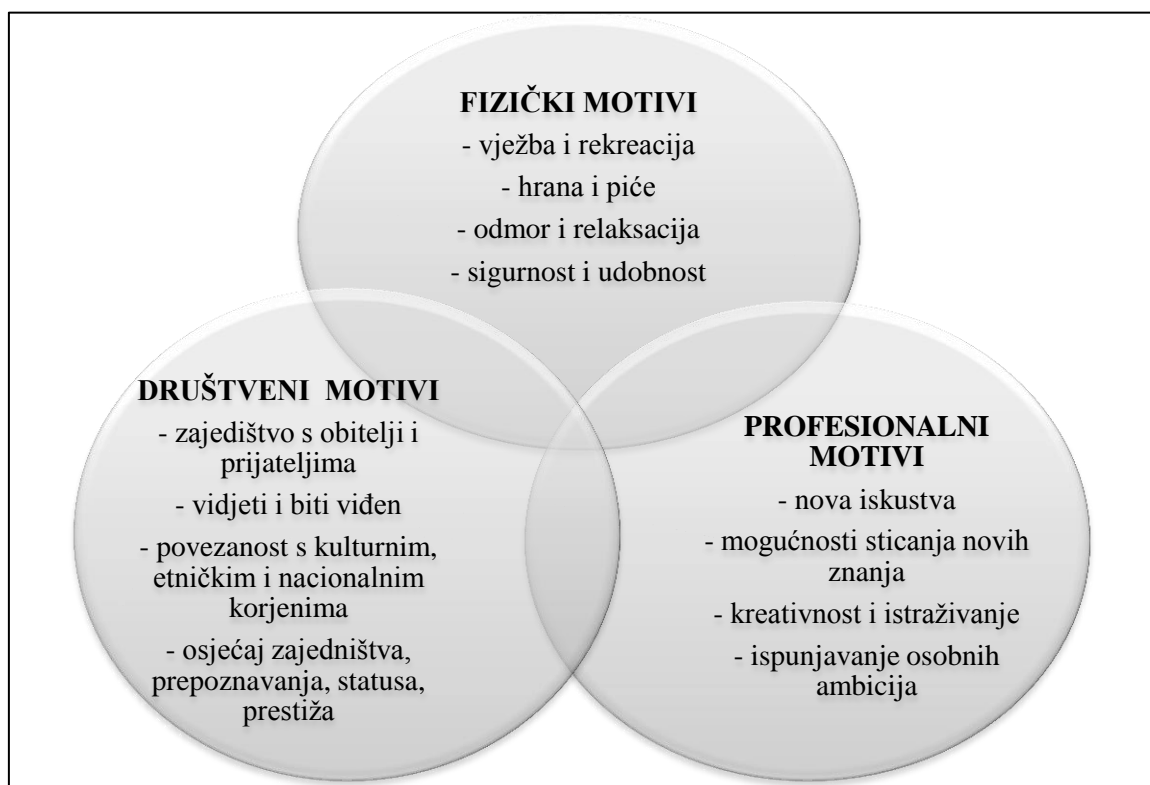 FIZIČKI MOTIVI
- vježba i rekreacija
- hrana i piće
- odmor i relaksacija
- sigurnost i udobnost
DRUŠTVENI MOTIVI
- zajedištvo s obitelji i
prijateljima
- vidjeti i biti viđen
- povezanost s kulturnim,
etničkim i nacionalnim
korjenima
- osjećaj zajedništva,
prepoznavanja, statusa,
prestiža
PROFESIONALNI
MOTIVI
- nova iskustva
- mogućnosti sticanja novih
znanja
- kreativnost i istraživanje
- ispunjavanje osobnih
ambicija